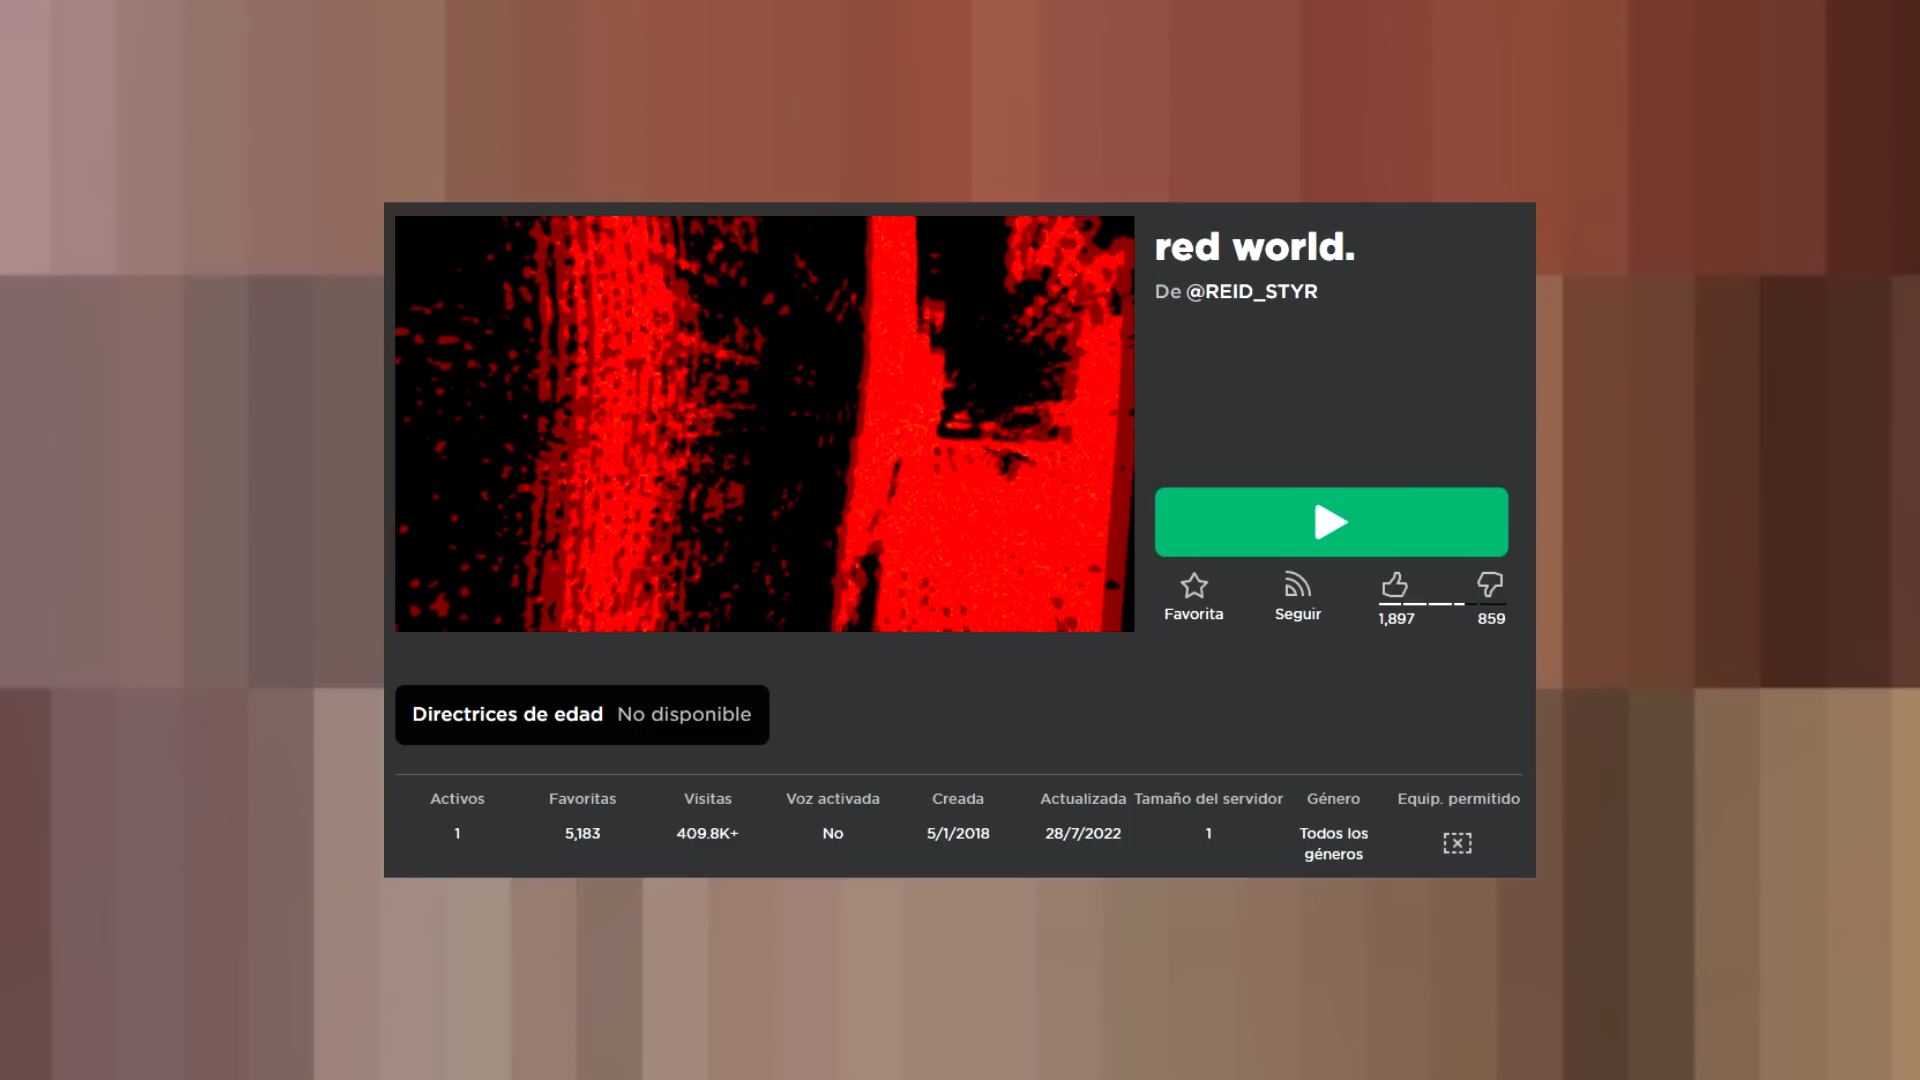 red world.
De @REID_STYR
Favorita
Seguir
1,897
859
Directrices de edad No disponible
Activos Favoritas Visitas Voz activada Creada Actualizada Tamaño del servidor Género Equip. permitido
1 5,183 409.8K+ No 5/1/2018 28/7/2022 1 Todos los
géneros